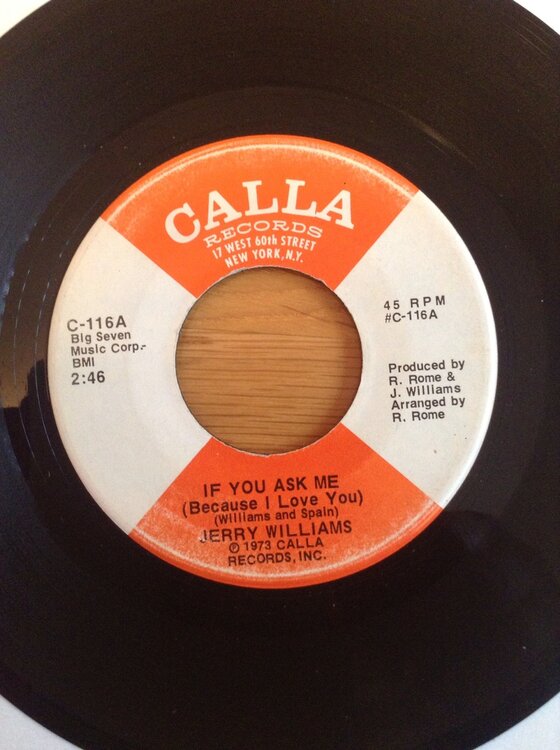 CALLA
RECORDS
17 WEST 60th STREET
NEW YORK, N.Y.
C-116A
Big Seven
Music Corp.-
BMI
2:46
45 RPM
#C-116A
Produced by
R. Rome &
J. Williams
Arranged by
R. Rome
IF YOU ASK ME
(Because I Love You)
(Williams and Spain)
JERRY WILLIAMS
℗ 1973 CALLA
RECORDS, INC.